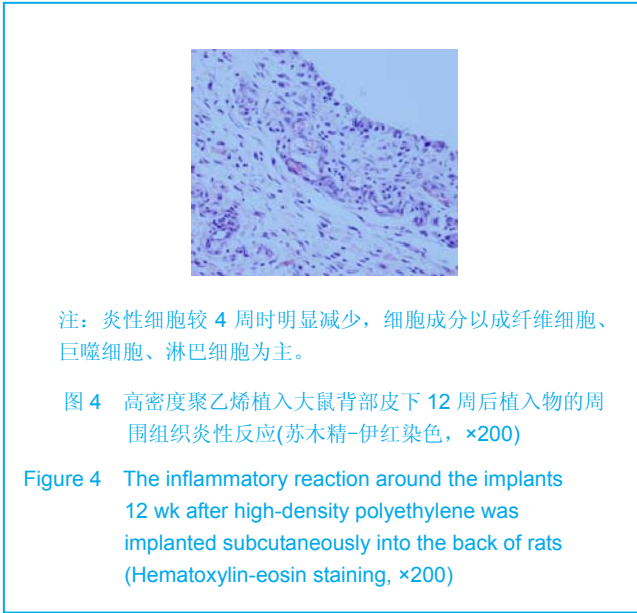 注：炎性细胞较 4 周时明显减少，细胞成分以成纤维细胞、
巨噬细胞、淋巴细胞为主。
图 4 高密度聚乙烯植入大鼠背部皮下 12 周后植入物的周
围组织炎性反应(苏木精-伊红染色，×200)
Figure 4 The inflammatory reaction around the implants
12 wk after high-density polyethylene was
implanted subcutaneously into the back of rats
(Hematoxylin-eosin staining, ×200)